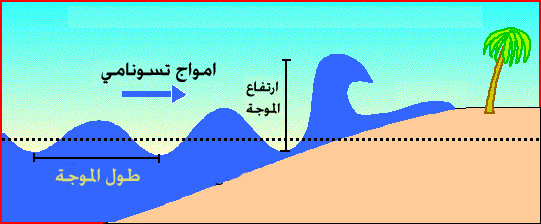 امواج تسونامي
ارتفاع
الموجة
طول الموجة